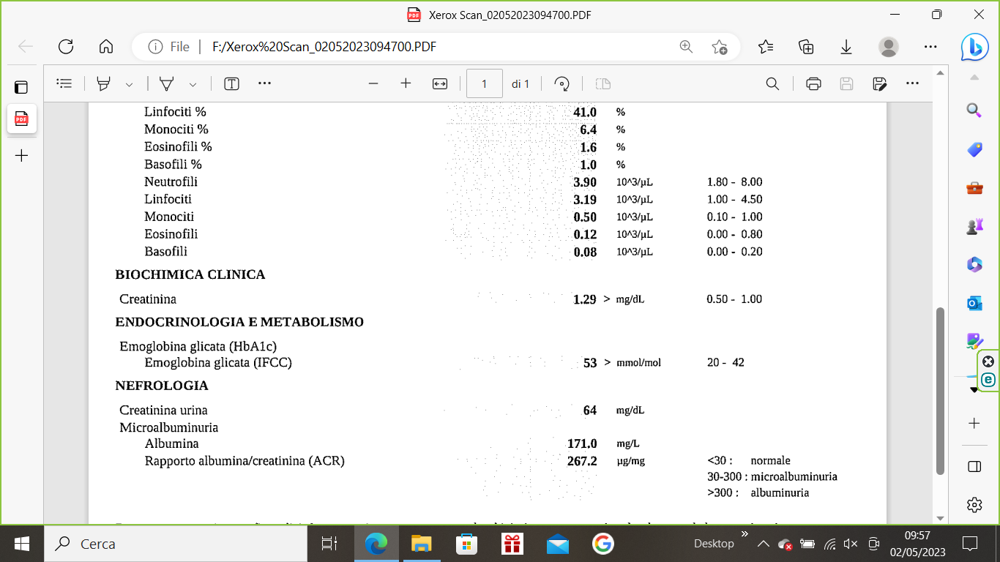 Xerox Scan_02052023094700.PDF
File F:/Xerox%20Scan_02052023094700.PDF
1 di 1
Linfociti % 41.0 %
Monociti % 6.4 %
Eosinofili % 1.6 %
Basofili % 1.0 %
Neutrofili 3.90 10^3/µL 1.80 - 8.00
Linfociti 3.19 10^3/µL 1.00 - 4.50
Monociti 0.50 10^3/µL 0.10 - 1.00
Eosinofili 0.12 10^3/µL 0.00 - 0.80
Basofili 0.08 10^3/µL 0.00 - 0.20
BIOCHIMICA CLINICA
Creatinina 1.29 > mg/dL 0.50 - 1.00
ENDOCRINOLOGIA E METABOLISMO
Emoglobina glicata (HbA1c)
Emoglobina glicata (IFCC) 53 > mmol/mol 20 - 42
NEFROLOGIA
Creatinina urina 64 mg/dL
Microalbuminuria
Albumina 171.0 mg/L
Rapporto albumina/creatinina (ACR) 267.2 µg/mg <30 : normale
30-300 : microalbuminuria
>300 : albuminuria
Cerca
Desktop
09:57
02/05/2023